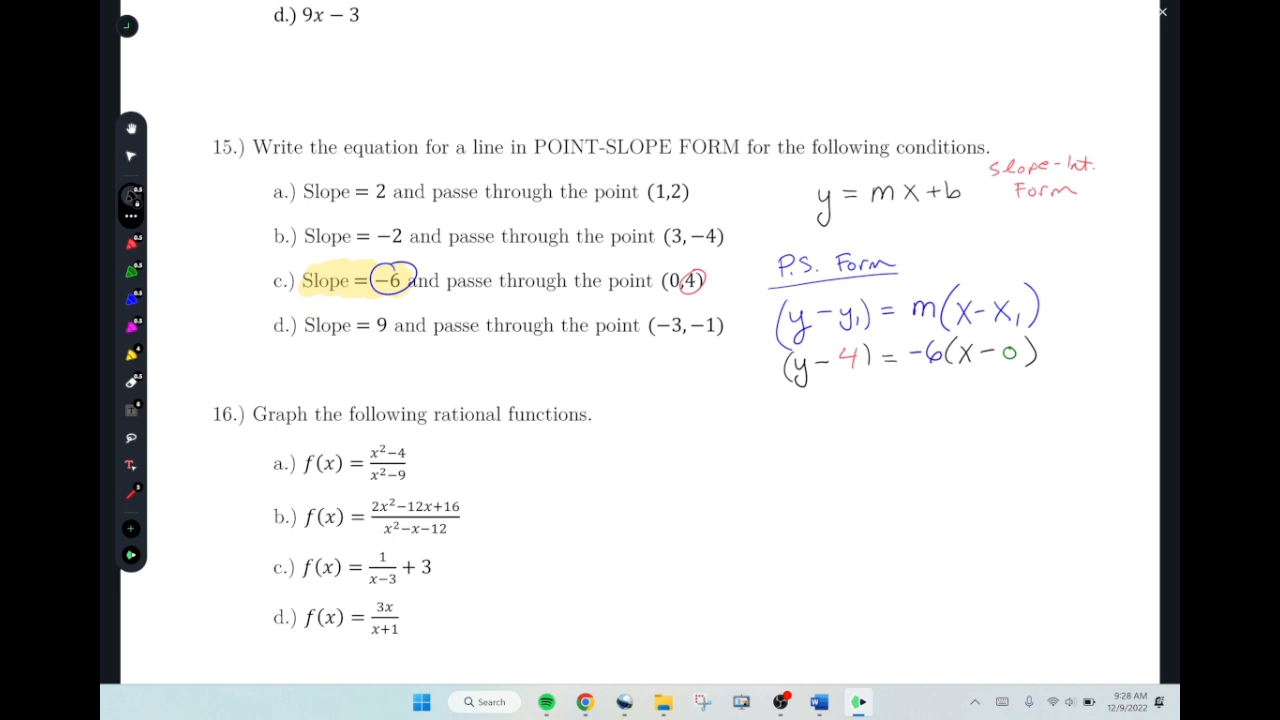 d.) 9x − 3
15.) Write the equation for a line in POINT-SLOPE FORM for the following conditions.
Slope-Int.
Form
a.) Slope = 2 and passe through the point (1,2)
y = mx+b
b.) Slope = −2 and passe through the point (3, −4)
P.S. Form
c.) Slope = −6 and passe through the point (0,4)
(y − y₁) = m(x − x₁)
d.) Slope = 9 and passe through the point (−3, −1)
(y − 4) = −6(x − 0)
16.) Graph the following rational functions.
a.) f(x) = (x²−4)/(x²−9)
b.) f(x) = (2x²−12x+16)/(x²−x−12)
c.) f(x) = 1/(x−3) + 3
d.) f(x) = 3x/(x+1)
Search
9:28 AM
12/9/2022